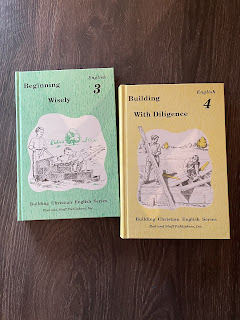 English
3
Beginning
Wisely
Building Christian English Series
Rod and Staff Publishers, Inc.
English
4
Building
With Diligence
Building Christian English Series
Rod and Staff Publishers, Inc.